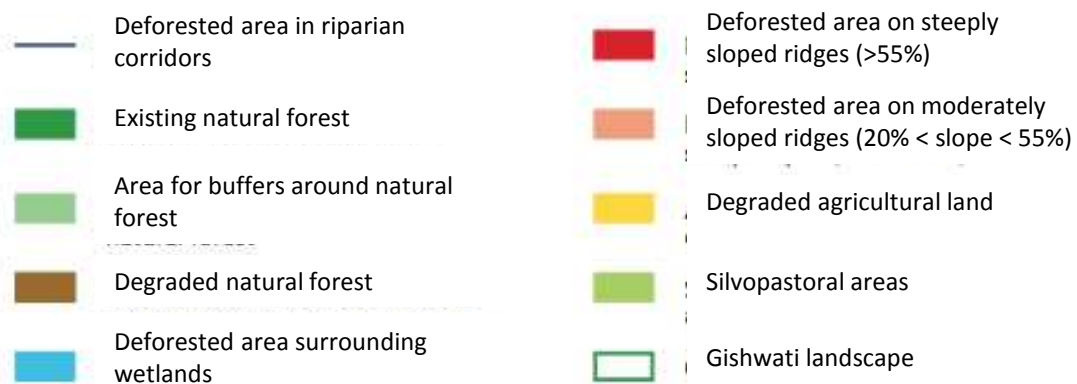 Deforested area in riparian
corridors
Existing natural forest
Area for buffers around natural
forest
Degraded natural forest
Deforested area surrounding
wetlands
Deforested area on steeply
sloped ridges (>55%)
Deforested area on moderately
sloped ridges (20% < slope < 55%)
Degraded agricultural land
Silvopastoral areas
Gishwati landscape